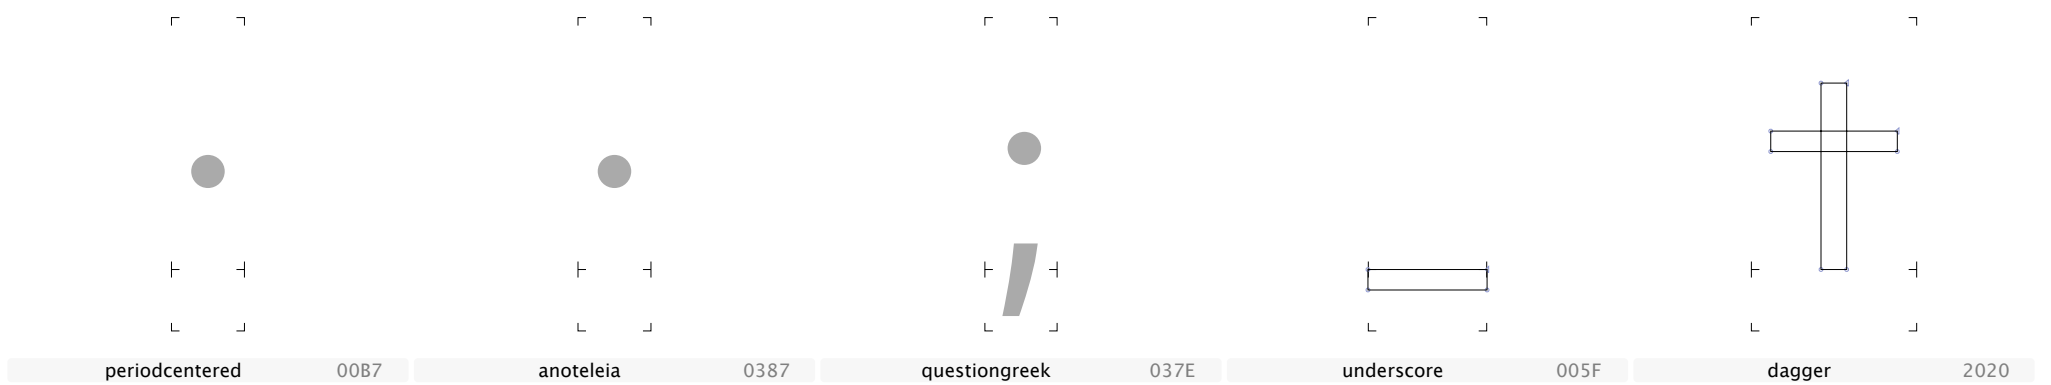 periodcentered 00B7
anoteleia 0387
questiongreek 037E
underscore 005F
dagger 2020